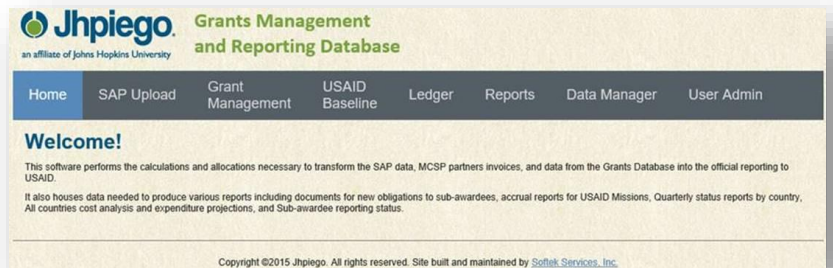 Jhpiego.
an affiliate of Johns Hopkins University
Grants Management
and Reporting Database
Home SAP Upload Grant Management USAID Baseline Ledger Reports Data Manager User Admin
Welcome!
This software performs the calculations and allocations necessary to transform the SAP data, MCSP partners invoices, and data from the Grants Database into the official reporting to
USAID.
It also houses data needed to produce various reports including documents for new obligations to sub-awardees, accrual reports for USAID Missions, Quarterly status reports by country,
All countries cost analysis and expenditure projections, and Sub-awardee reporting status.
Copyright ©2015 Jhpiego. All rights reserved. Site built and maintained by Softek Services, Inc.